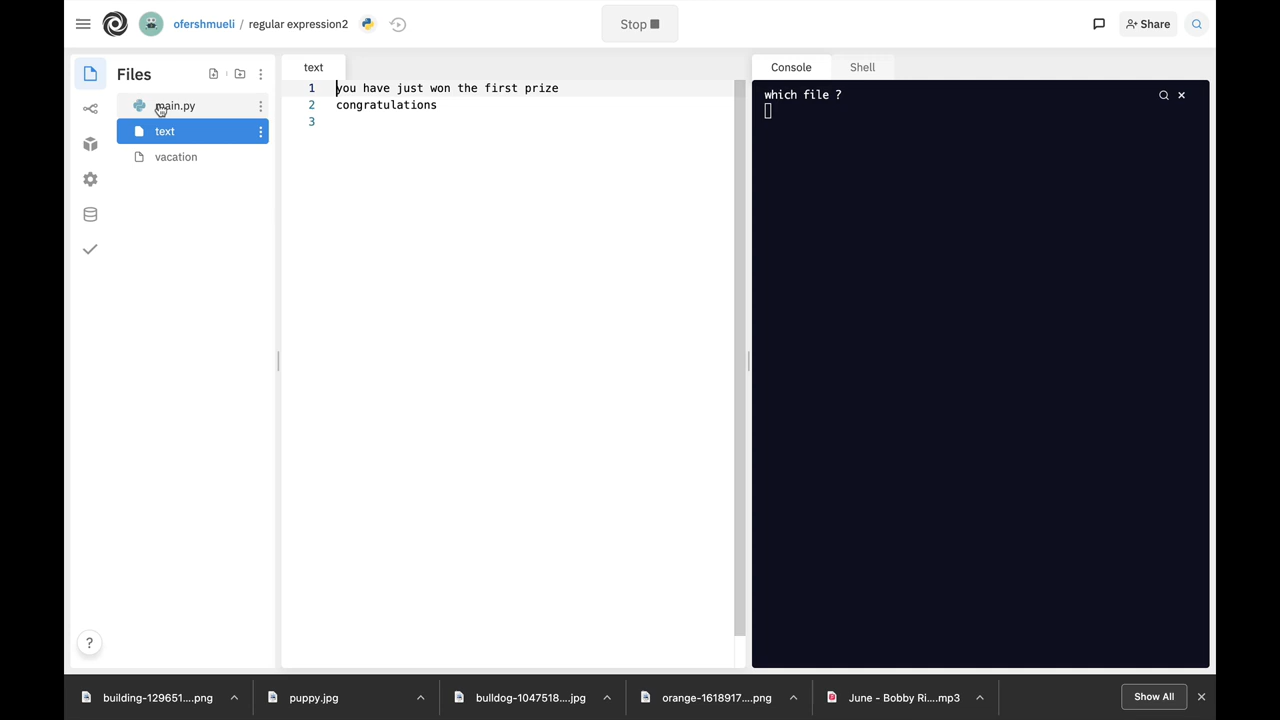 ofershmueli / regular expression2
Stop
Share
Files
main.py
text
vacation
text
1 you have just won the first prize
2 congratulations
3
Console
Shell
which file ?
?
building-129651....png
puppy.jpg
bulldog-1047518....jpg
orange-1618917....png
June - Bobby Ri....mp3
Show All